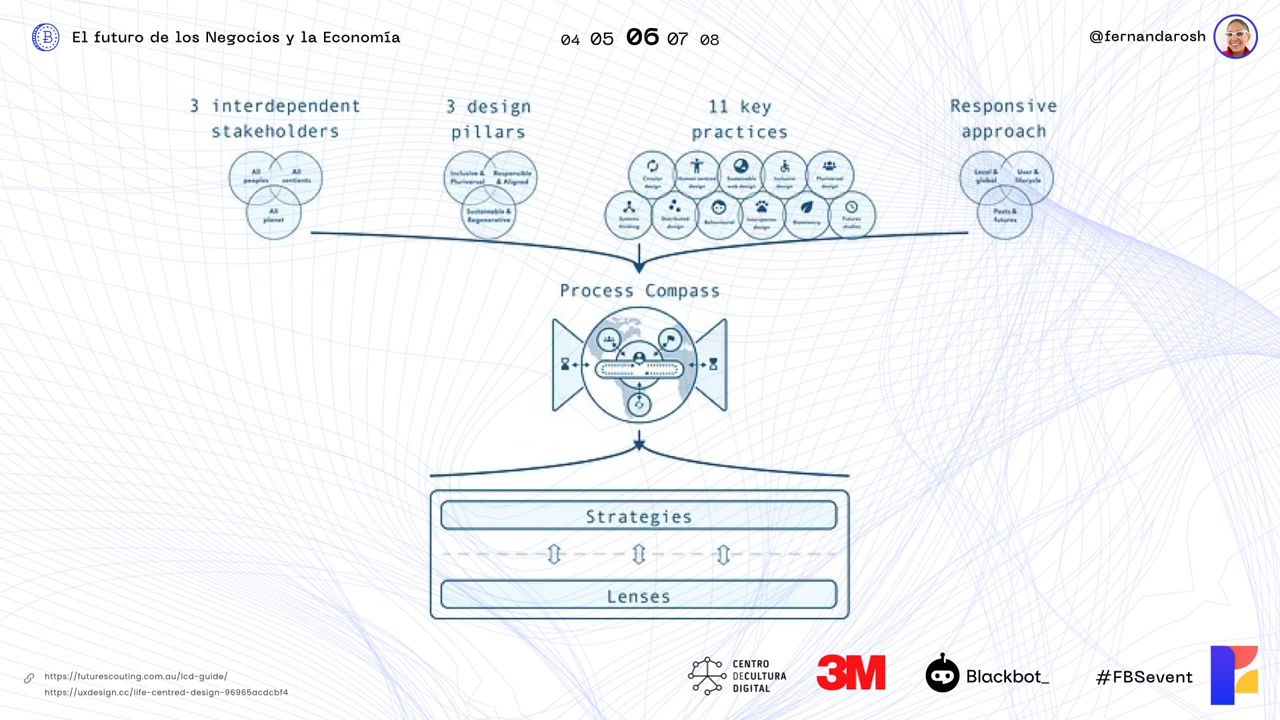 El futuro de los Negocios y la Economía
04 05 06 07 08
@fernandarosh
3 interdependent
stakeholders
3 design
pillars
11 key
practices
Responsive
approach
All
peoples
All
sentients
All
planet
Inclusive &
Pluriversal
Responsible
& Aligned
Sustainable &
Regenerative
Circular
design
Human centred
design
Sustainable
web design
Inclusive
design
Pluriversal
design
Systems
thinking
Distributed
design
Behavioural
Interspecies
design
Biomimicry
Futures
studies
Local &
global
User &
lifecycle
Pasts &
futures
Process Compass
Strategies
Lenses
https://futurescouting.com.au/lcd-guide/
https://uxdesign.cc/life-centred-design-96965acdcbf4
CENTRO
DECULTURA
DIGITAL
3M
Blackbot_
#FBSevent